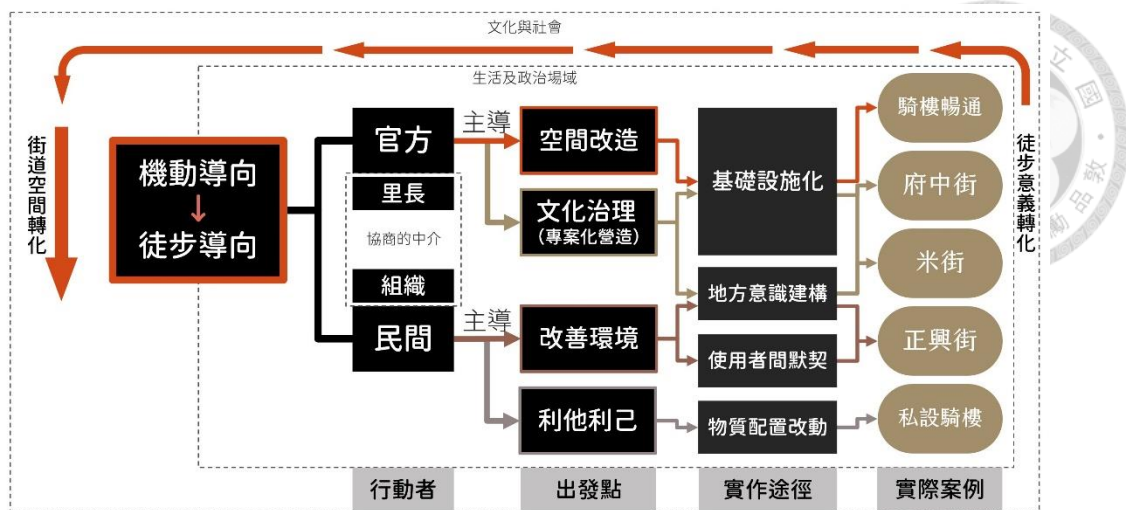 文化與社會
生活及政治場域
街道空間轉化
機動導向
↓
徒步導向
官方
里長
協商的中介
組織
民間
主導
主導
空間改造
文化治理
(專案化營造)
改善環境
利他利己
基礎設施化
地方意識建構
使用者間默契
物質配置改動
騎樓暢通
府中街
米街
正興街
私設騎樓
徒步意義轉化
行動者
出發點
實作途徑
實際案例
立國
敦品勵